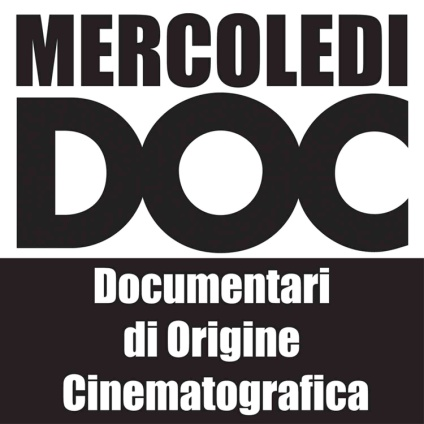 MERCOLEDI
DOC
Documentari
di Origine
Cinematografica